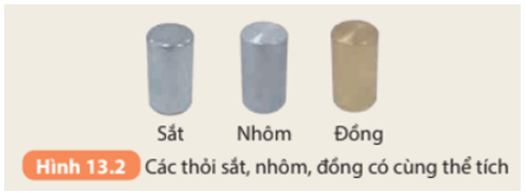 Sắt Nhôm Đồng
Hình 13.2 Các thỏi sắt, nhôm, đồng có cùng thể tích